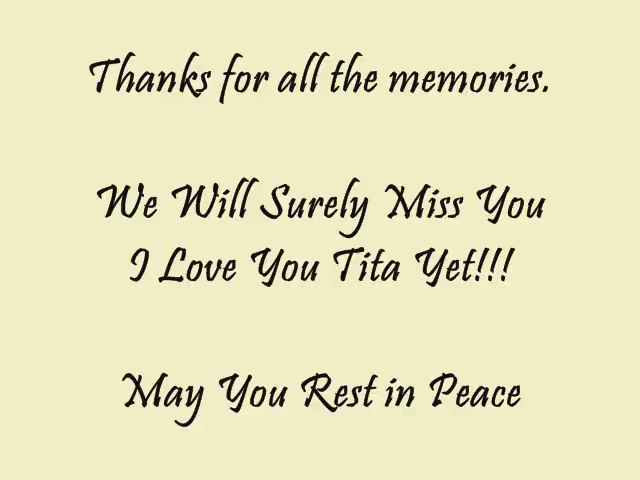 Thanks for all the memories.
We Will Surely Miss You
I Love You Tita Yet!!!
May You Rest in Peace